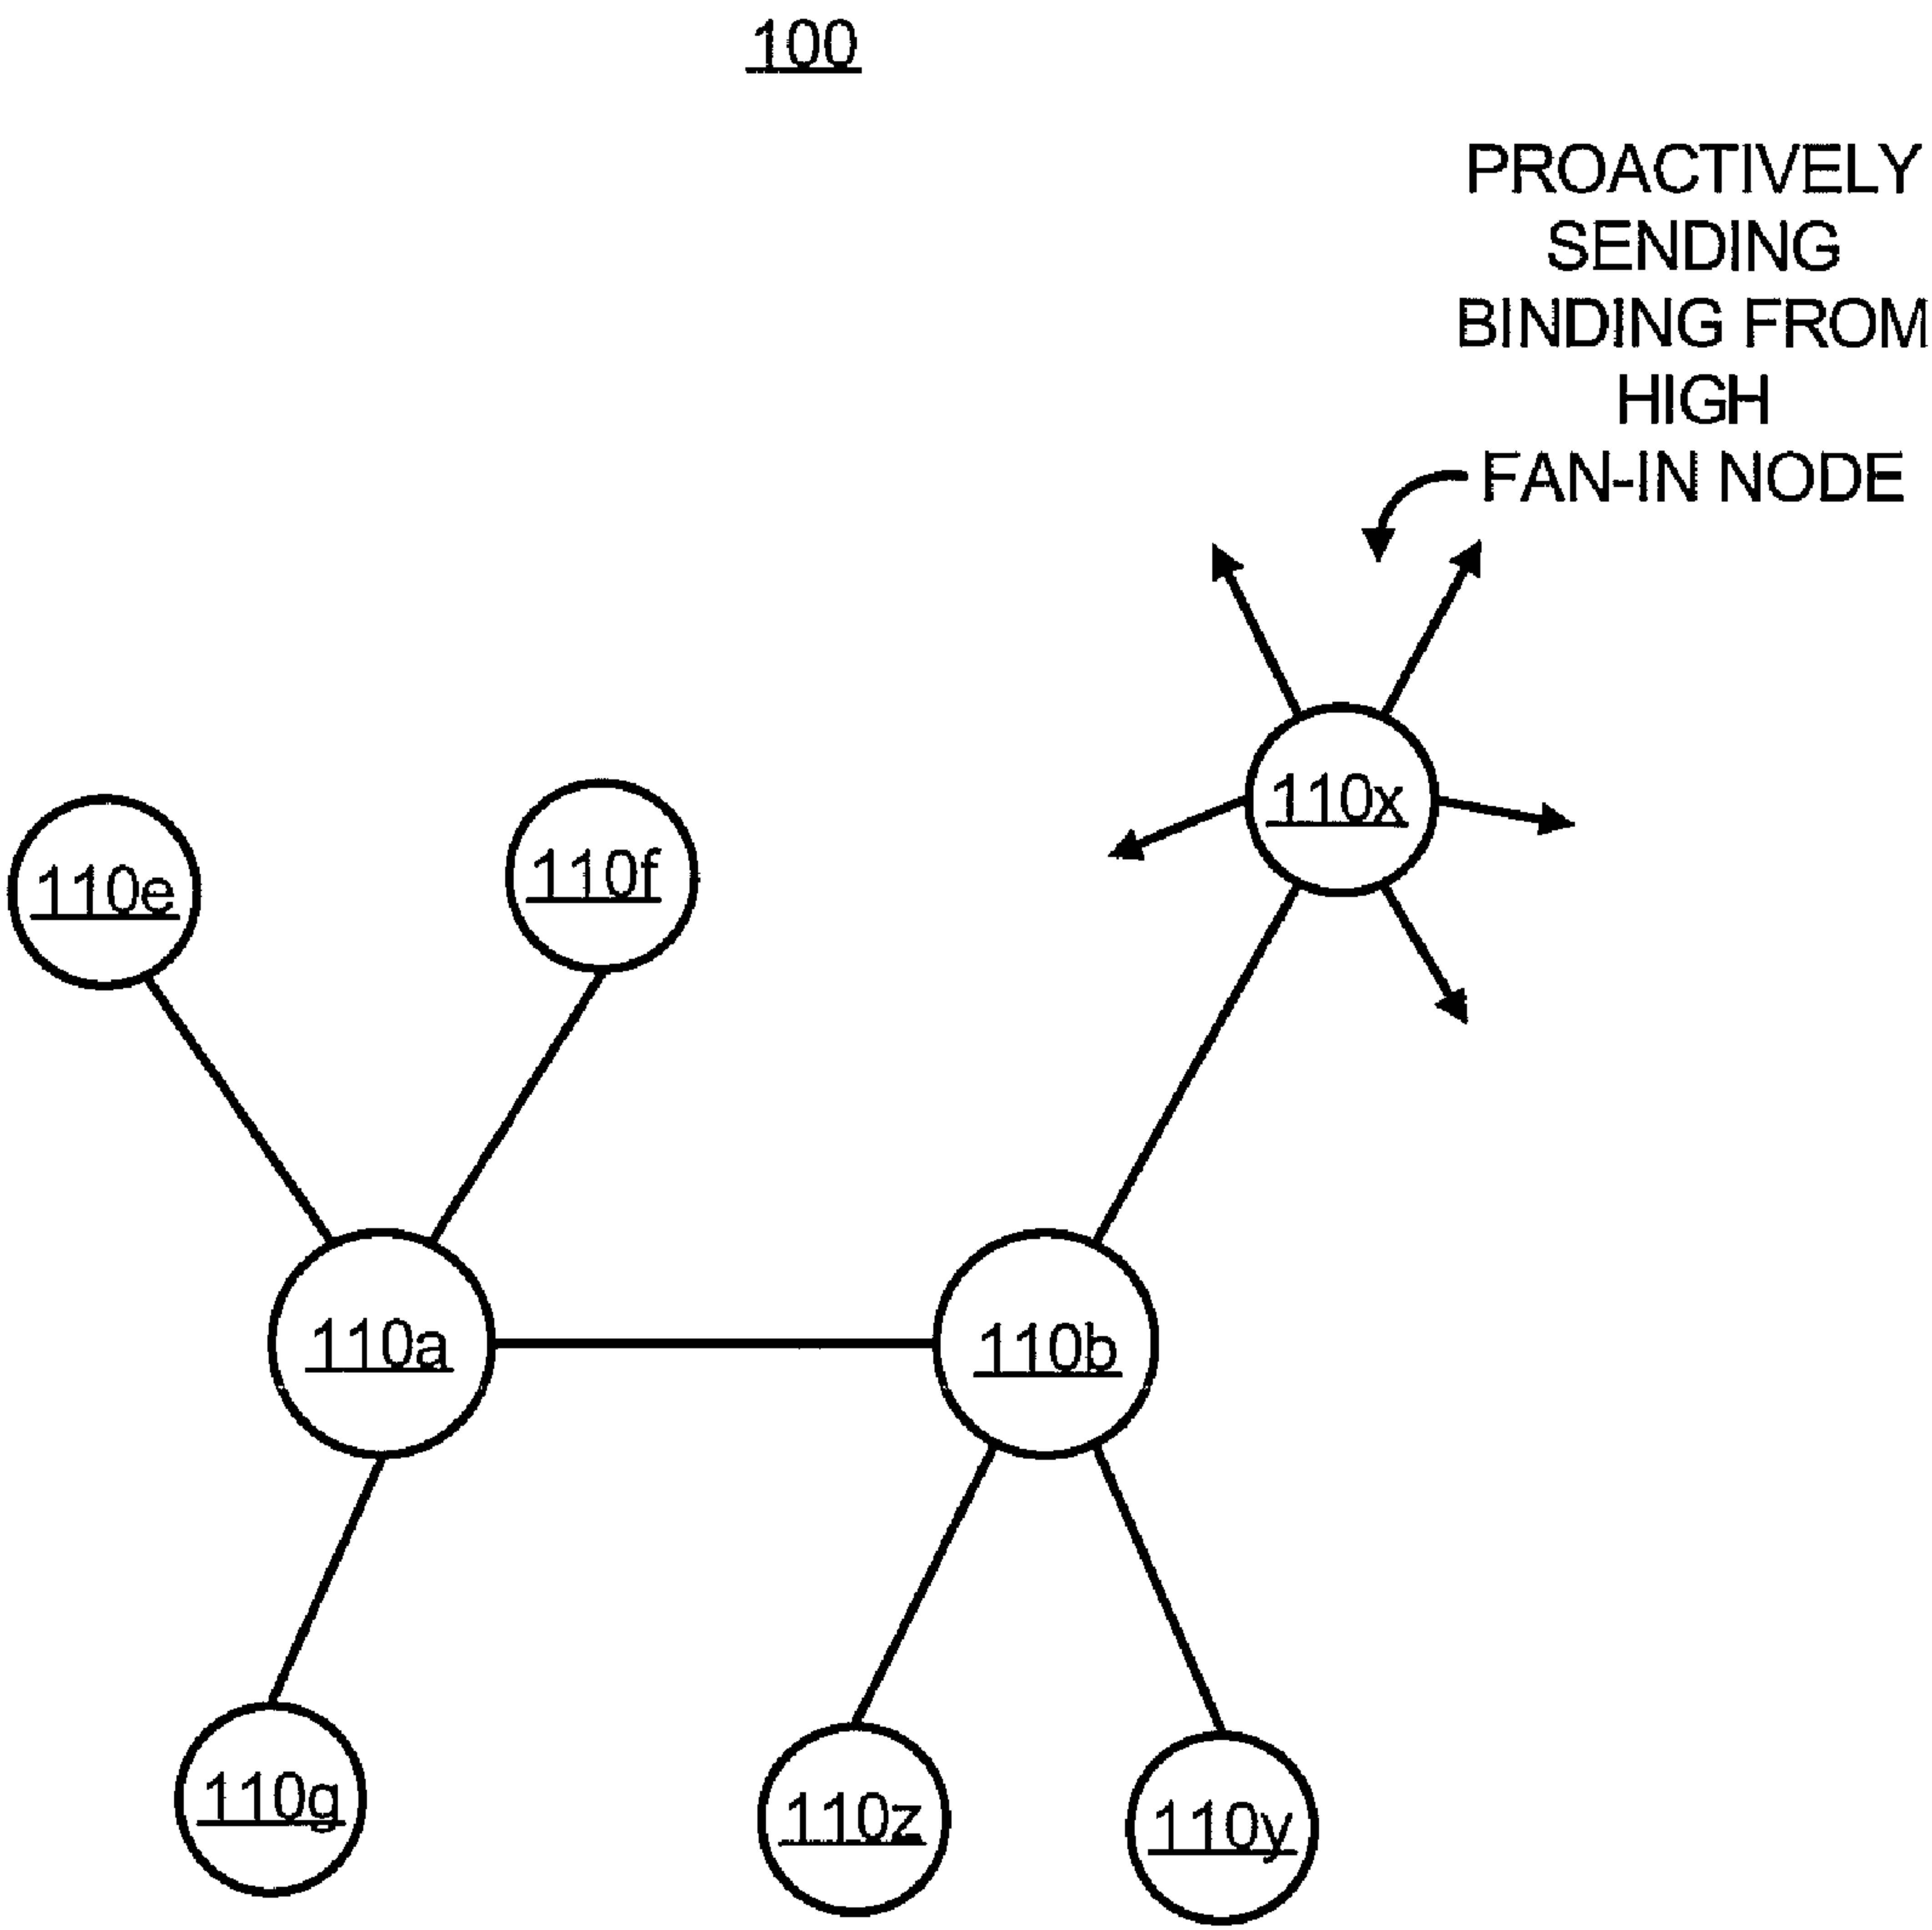 100
PROACTIVELY
SENDING
BINDING FROM
HIGH
FAN-IN NODE
110x
110e
110f
110a
110b
110g
110z
110y